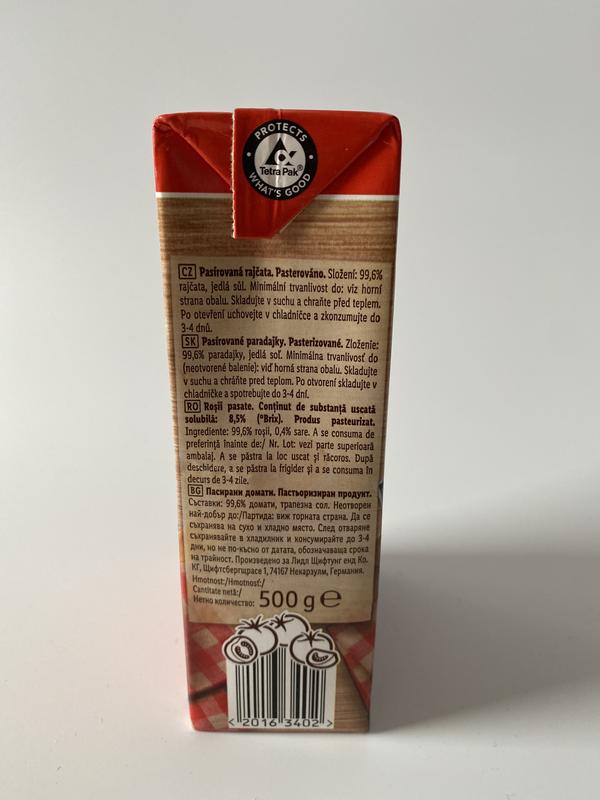 PROTECTS
Tetra Pak®
WHAT'S GOOD
CZ Pasírovaná rajčata. Pasterováno. Složení: 99,6%
rajčata, jedlá sůl. Minimální trvanlivost do: viz horní
strana obalu. Skladujte v suchu a chraňte před teplem.
Po otevření uchovejte v chladničce a zkonzumujte do
3-4 dnů.
SK Pasírované paradajky. Pasterizované. Zloženie:
99,6% paradajky, jedlá soľ. Minimálna trvanlivosť do
(neotvorené balenie): viď horná strana obalu. Skladujte
v suchu a chráňte pred teplom. Po otvorení skladujte v
chladničke a spotrebujte do 3-4 dní.
RO Roşii pasate. Conţinut de substanţă uscată
solubilă: 8,5% (°Brix). Produs pasteurizat.
Ingrediente: 99,6% roşii, 0,4% sare. A se consuma de
preferinţă înainte de:/ Nr. Lot: vezi parte superioară
ambalaj. A se păstra la loc uscat şi răcoros. După
deschidere, a se păstra la frigider şi a se consuma în
decurs de 3-4 zile.
BG Пасирани домати. Пастьоризиран продукт.
Съставки: 99,6% домати, трапезна сол. Неотворен
най-добър до:/Партида: виж горната страна. Да се
съхранява на сухо и хладно място. След отваряне
съхранявайте в хладилник и консумирайте до 3-4
дни, но не по-късно от датата, обозначаваща срока
на трайност. Произведено за Лидл Щифтунг енд Ко.
КГ, Щифтсбергщрасе 1, 74167 Некарзулм, Германия.
Hmotnost:/Hmotnosť:/
Cantitate netă:/
Нетно количество: 500 g ℮
<2016 3402>